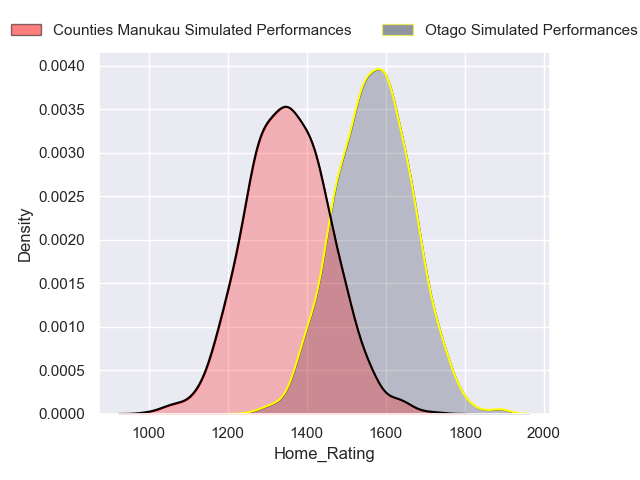 Counties Manukau Simulated Performances
Otago Simulated Performances
0.0040
0.0035
0.0030
0.0025
0.0020
0.0015
0.0010
0.0005
0.0000
Density
1000 1200 1400 1600 1800 2000
Home_Rating